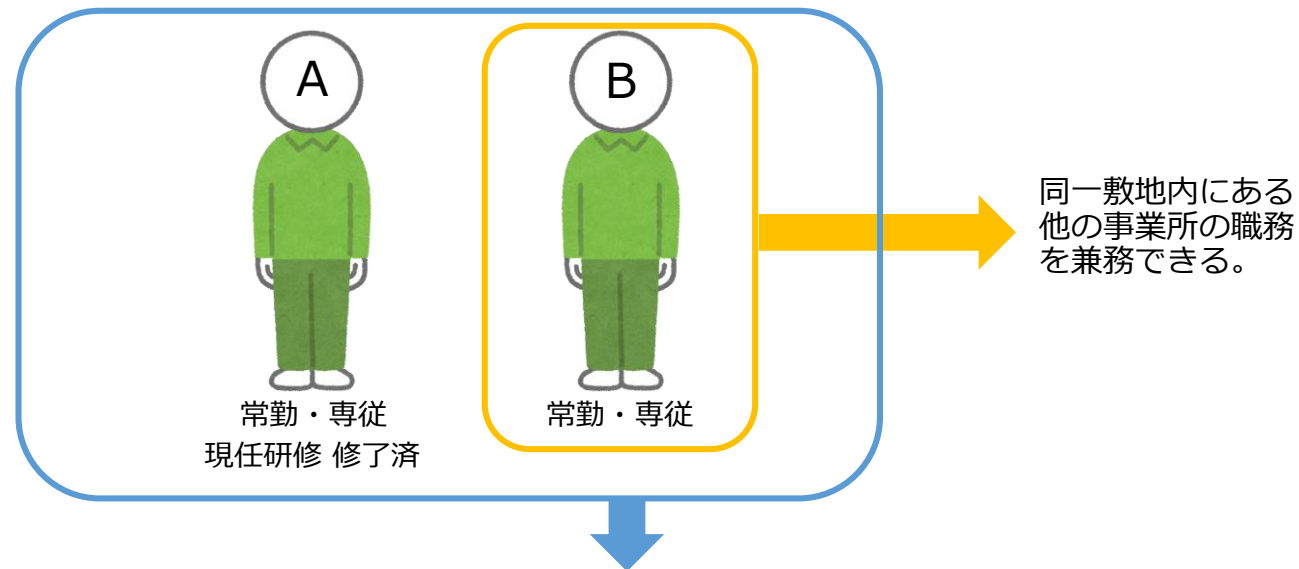 A
B
常勤・専従
現任研修 修了済
常勤・専従
同一敷地内にある
他の事業所の職務
を兼務できる。